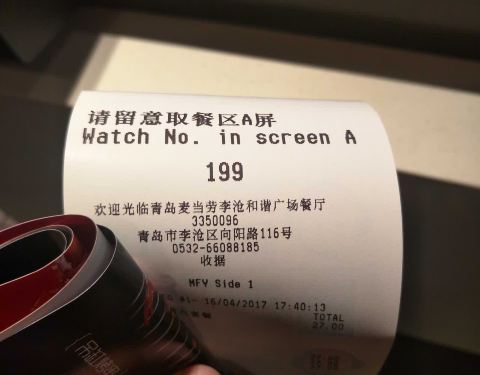 请留意取餐区A屏
Watch No. in screen A
199
欢迎光临青岛麦当劳李沧和谐广场餐厅
3350096
青岛市李沧区向阳路116号
0532-66088185
收据
MFY Side 1
16/04/2017 17:40:13
TOTAL
套餐
27.00